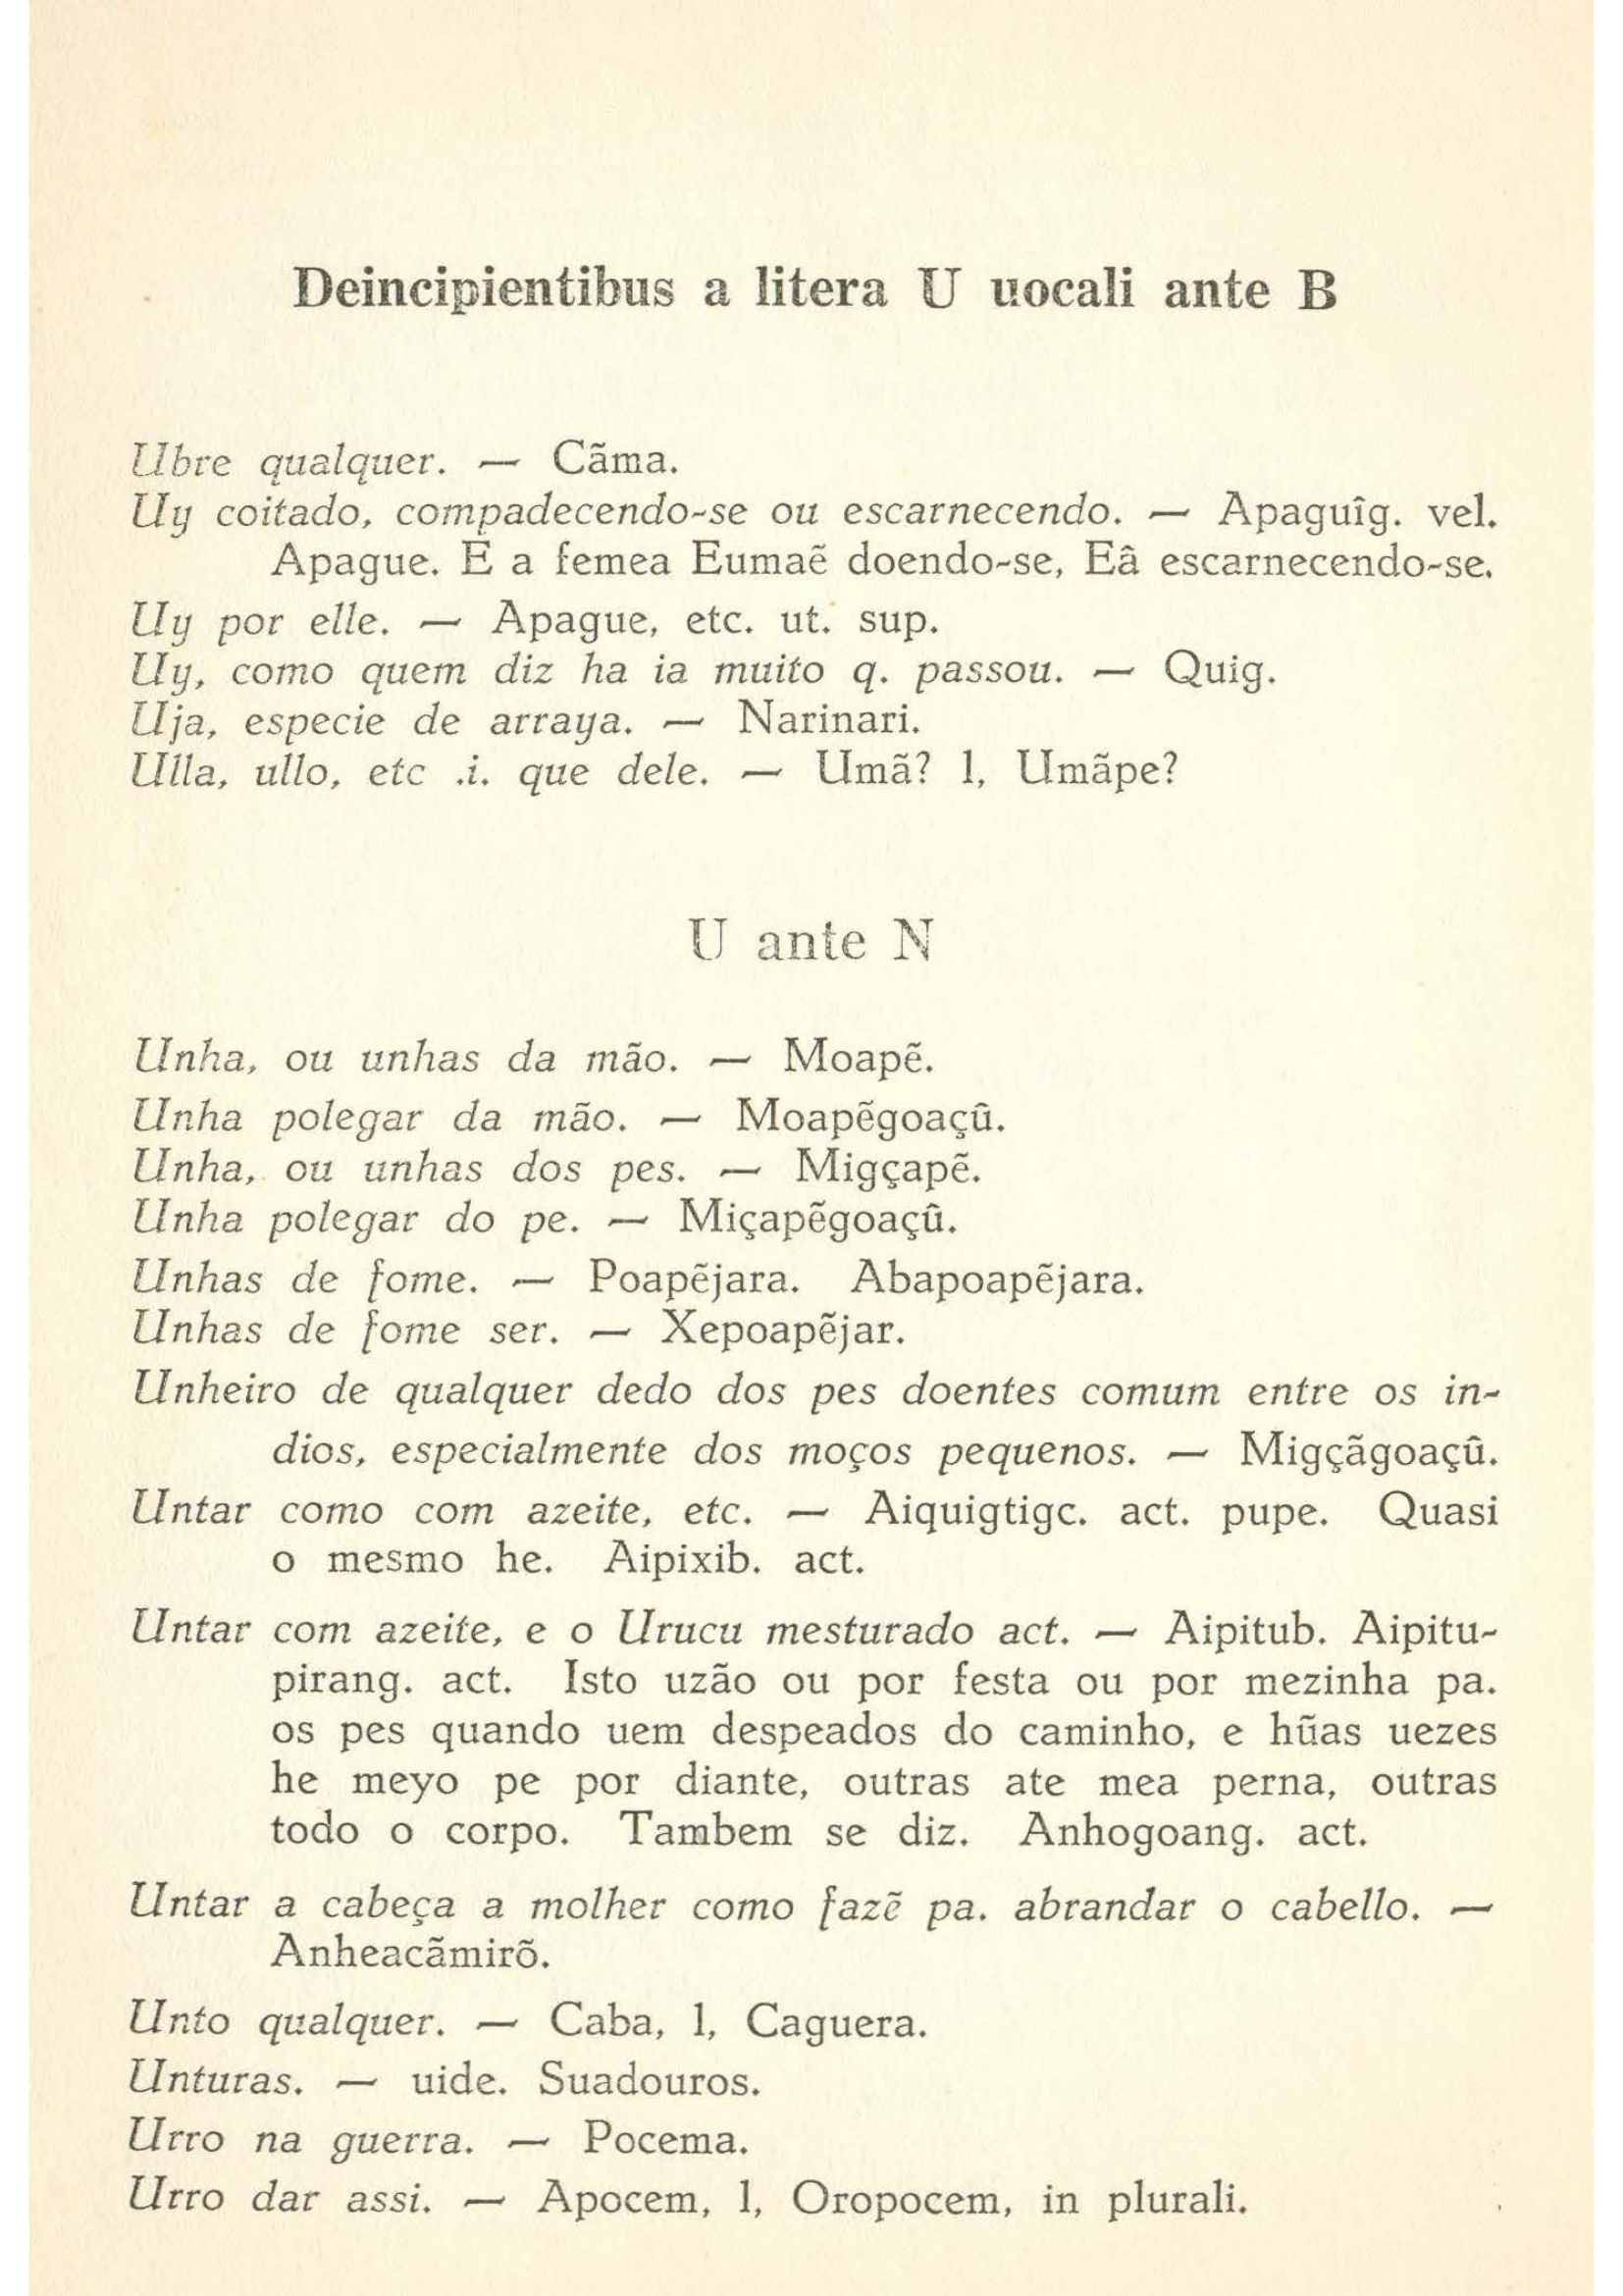 Deincipientibus a litera U uocali ante B
Ubre qualquer. — Cãma.
Uy coitado, compadecendo-se ou escarnecendo. — Apaguîg. vel.
Apague. E a femea Eumaẽ doendo-se, Eâ escarnecendo-se.
Uy por elle. — Apague, etc. ut. sup.
Uy, como quem diz ha ia muito q. passou. — Quig.
Uja, especie de arraya. — Narinari.
Ulla, ullo, etc .i. que dele. — Umã? l, Umãpe?
U ante N
Unha, ou unhas da mão. — Moapẽ.
Unha polegar da mão. — Moapẽgoaçû.
Unha, ou unhas dos pes. — Migçapẽ.
Unha polegar do pe. — Miçapẽgoaçû.
Unhas de fome. — Poapẽjara. Abapoapẽjara.
Unhas de fome ser. — Xepoapẽjar.
Unheiro de qualquer dedo dos pes doentes comum entre os in-
dios, especialmente dos moços pequenos. — Migçãgoaçû.
Untar como com azeite, etc. — Aiquigtigc. act. pupe. Quasi
o mesmo he. Aipixib. act.
Untar com azeite, e o Urucu mesturado act. — Aipitub. Aipitu-
pirang. act. Isto uzão ou por festa ou por mezinha pa.
os pes quando uem despeados do caminho, e hũas uezes
he meyo pe por diante, outras ate mea perna, outras
todo o corpo. Tambem se diz. Anhogoang. act.
Untar a cabeça a molher como fazẽ pa. abrandar o cabello. —
Anheacãmirõ.
Unto qualquer. — Caba, l, Caguera.
Unturas. — uide. Suadouros.
Urro na guerra. — Pocema.
Urro dar assi. — Apocem, l, Oropocem, in plurali.